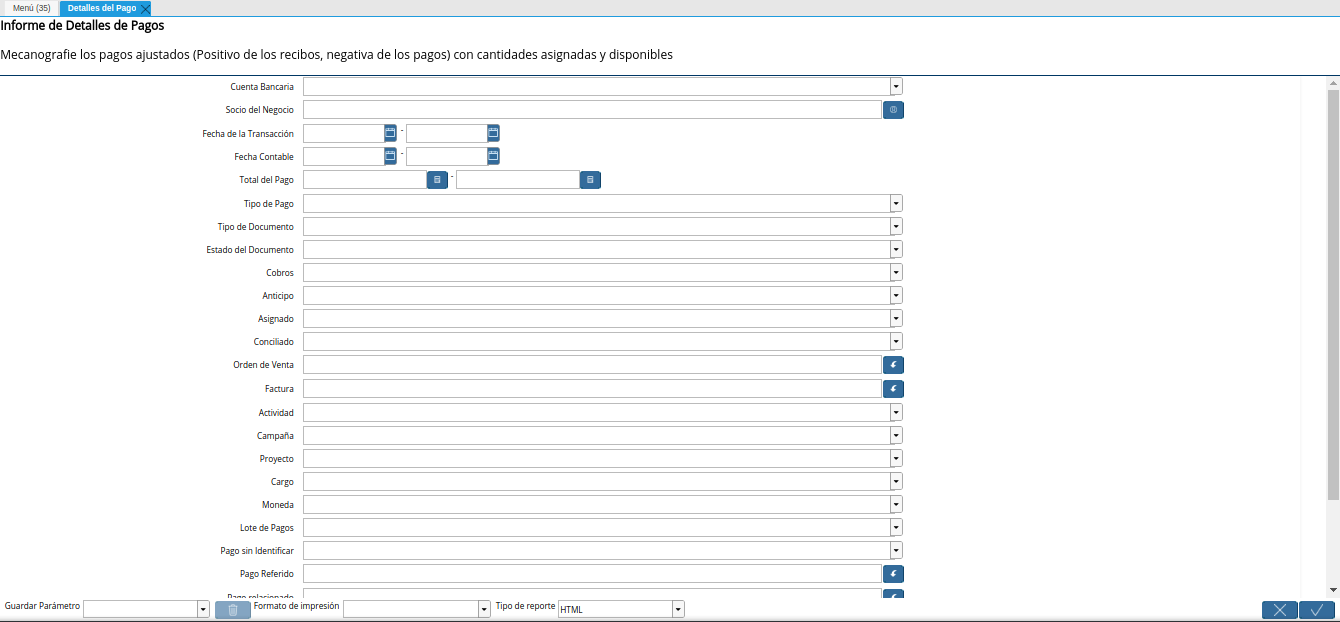 Menú (35)
Detalles del Pago
Informe de Detalles de Pagos
Mecanografie los pagos ajustados (Positivo de los recibos, negativa de los pagos) con cantidades asignadas y disponibles
Cuenta Bancaria
Socio del Negocio
Fecha de la Transacción -
Fecha Contable -
Total del Pago -
Tipo de Pago
Tipo de Documento
Estado del Documento
Cobros
Anticipo
Asignado
Conciliado
Orden de Venta
Factura
Actividad
Campaña
Proyecto
Cargo
Moneda
Lote de Pagos
Pago sin Identificar
Pago Referido
Pago relacionado
Guardar Parámetro
Formato de impresión
Tipo de reporte HTML